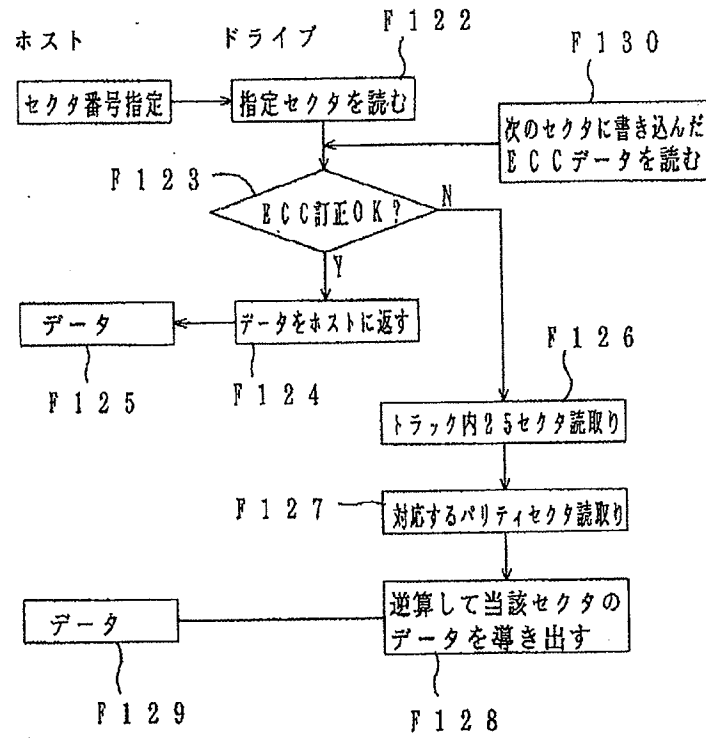 ホスト
ドライブ
F122
F130
セクタ番号指定
指定セクタを読む
次のセクタに書き込んだ
ECCデータを読む
F123
ECC訂正OK?
N
Y
データ
データをホストに返す
F125
F124
F126
トラック内25セクタ読取り
F127
対応するパリティセクタ読取り
逆算して当該セクタの
データを導き出す
データ
F129
F128